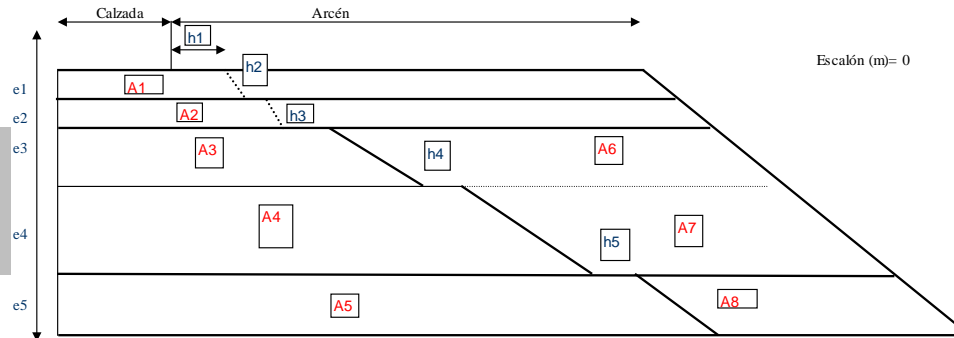 Calzada
Arcén
h1
h2
Escalón (m)= 0
e1
A1
e2
A2
h3
e3
A3
h4
A6
e4
A4
h5
A7
e5
A5
A8